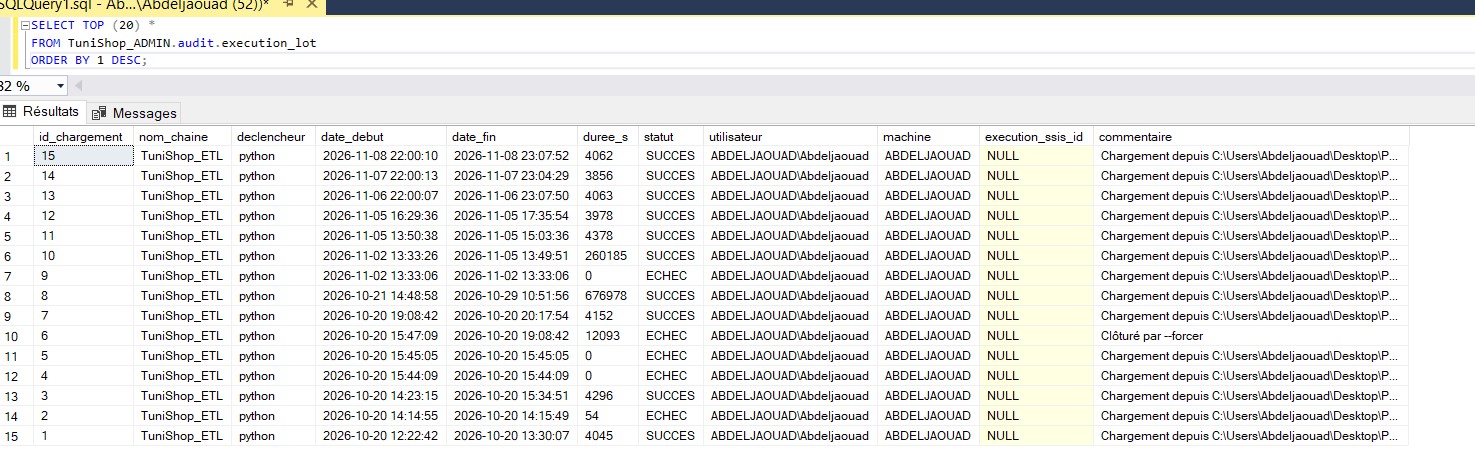 SQLQuery1.sql - Ab...\Abdeljaouad (52))*
SELECT TOP (20) *
FROM TuniShop_ADMIN.audit.execution_lot
ORDER BY 1 DESC;
82 %
Résultats Messages
id_chargement nom_chaine declencheur date_debut date_fin duree_s statut utilisateur machine execution_ssis_id commentaire
1 15 TuniShop_ETL python 2026-11-08 22:00:10 2026-11-08 23:07:52 4062 SUCCES ABDELJAOUAD\Abdeljaouad ABDELJAOUAD NULL Chargement depuis C:\Users\Abdeljaouad\Desktop\P...
2 14 TuniShop_ETL python 2026-11-07 22:00:13 2026-11-07 23:04:29 3856 SUCCES ABDELJAOUAD\Abdeljaouad ABDELJAOUAD NULL Chargement depuis C:\Users\Abdeljaouad\Desktop\P...
3 13 TuniShop_ETL python 2026-11-06 22:00:07 2026-11-06 23:07:50 4063 SUCCES ABDELJAOUAD\Abdeljaouad ABDELJAOUAD NULL Chargement depuis C:\Users\Abdeljaouad\Desktop\P...
4 12 TuniShop_ETL python 2026-11-05 16:29:36 2026-11-05 17:35:54 3978 SUCCES ABDELJAOUAD\Abdeljaouad ABDELJAOUAD NULL Chargement depuis C:\Users\Abdeljaouad\Desktop\P...
5 11 TuniShop_ETL python 2026-11-05 13:50:38 2026-11-05 15:03:36 4378 SUCCES ABDELJAOUAD\Abdeljaouad ABDELJAOUAD NULL Chargement depuis C:\Users\Abdeljaouad\Desktop\P...
6 10 TuniShop_ETL python 2026-11-02 13:33:26 2026-11-05 13:49:51 260185 SUCCES ABDELJAOUAD\Abdeljaouad ABDELJAOUAD NULL Chargement depuis C:\Users\Abdeljaouad\Desktop\P...
7 9 TuniShop_ETL python 2026-11-02 13:33:06 2026-11-02 13:33:06 0 ECHEC ABDELJAOUAD\Abdeljaouad ABDELJAOUAD NULL Chargement depuis C:\Users\Abdeljaouad\Desktop\P...
8 8 TuniShop_ETL python 2026-10-21 14:48:58 2026-10-29 10:51:56 676978 SUCCES ABDELJAOUAD\Abdeljaouad ABDELJAOUAD NULL Chargement depuis C:\Users\Abdeljaouad\Desktop\P...
9 7 TuniShop_ETL python 2026-10-20 19:08:42 2026-10-20 20:17:54 4152 SUCCES ABDELJAOUAD\Abdeljaouad ABDELJAOUAD NULL Chargement depuis C:\Users\Abdeljaouad\Desktop\P...
10 6 TuniShop_ETL python 2026-10-20 15:47:09 2026-10-20 19:08:42 12093 ECHEC ABDELJAOUAD\Abdeljaouad ABDELJAOUAD NULL Clôturé par --forcer
11 5 TuniShop_ETL python 2026-10-20 15:45:05 2026-10-20 15:45:05 0 ECHEC ABDELJAOUAD\Abdeljaouad ABDELJAOUAD NULL Chargement depuis C:\Users\Abdeljaouad\Desktop\P...
12 4 TuniShop_ETL python 2026-10-20 15:44:09 2026-10-20 15:44:09 0 ECHEC ABDELJAOUAD\Abdeljaouad ABDELJAOUAD NULL Chargement depuis C:\Users\Abdeljaouad\Desktop\P...
13 3 TuniShop_ETL python 2026-10-20 14:23:15 2026-10-20 15:34:51 4296 SUCCES ABDELJAOUAD\Abdeljaouad ABDELJAOUAD NULL Chargement depuis C:\Users\Abdeljaouad\Desktop\P...
14 2 TuniShop_ETL python 2026-10-20 14:14:55 2026-10-20 14:15:49 54 ECHEC ABDELJAOUAD\Abdeljaouad ABDELJAOUAD NULL Chargement depuis C:\Users\Abdeljaouad\Desktop\P...
15 1 TuniShop_ETL python 2026-10-20 12:22:42 2026-10-20 13:30:07 4045 SUCCES ABDELJAOUAD\Abdeljaouad ABDELJAOUAD NULL Chargement depuis C:\Users\Abdeljaouad\Desktop\P...